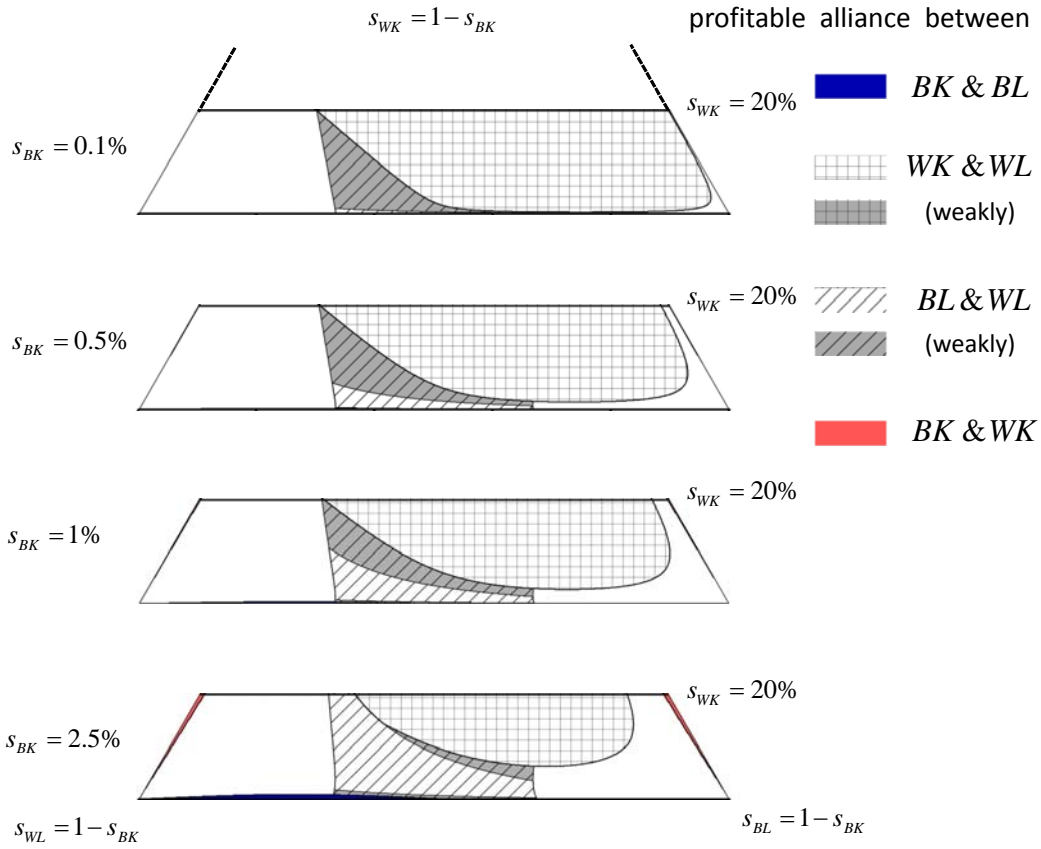 s_{WK} = 1 − s_{BK}
profitable alliance between
BK & BL
s_{WK} = 20%
s_{BK} = 0.1%
WK & WL
(weakly)
s_{WK} = 20%
BL & WL
s_{BK} = 0.5%
(weakly)
BK & WK
s_{WK} = 20%
s_{BK} = 1%
s_{WK} = 20%
s_{BK} = 2.5%
s_{WL} = 1 − s_{BK}
s_{BL} = 1 − s_{BK}